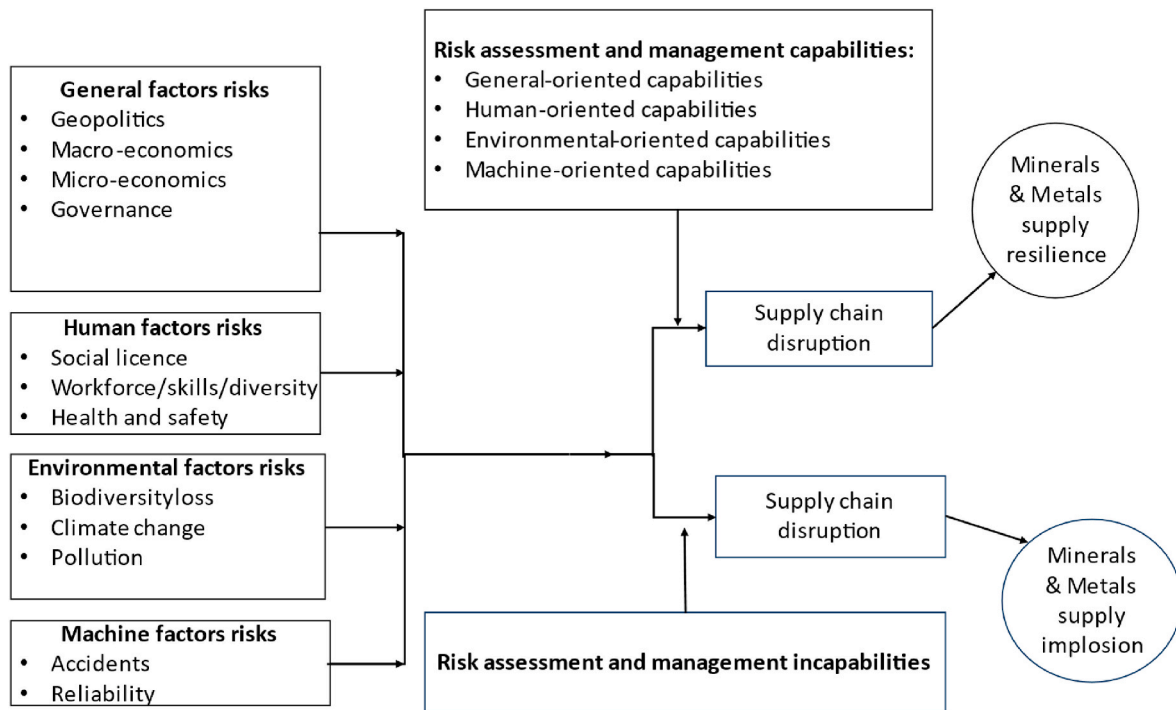 General factors risks
• Geopolitics
• Macro-economics
• Micro-economics
• Governance
Human factors risks
• Social licence
• Workforce/skills/diversity
• Health and safety
Environmental factors risks
• Biodiversityloss
• Climate change
• Pollution
Machine factors risks
• Accidents
• Reliability
Risk assessment and management capabilities:
• General-oriented capabilities
• Human-oriented capabilities
• Environmental-oriented capabilities
• Machine-oriented capabilities
Supply chain
disruption
Minerals
& Metals
supply
resilience
Supply chain
disruption
Risk assessment and management incapabilities
Minerals
& Metals
supply
implosion